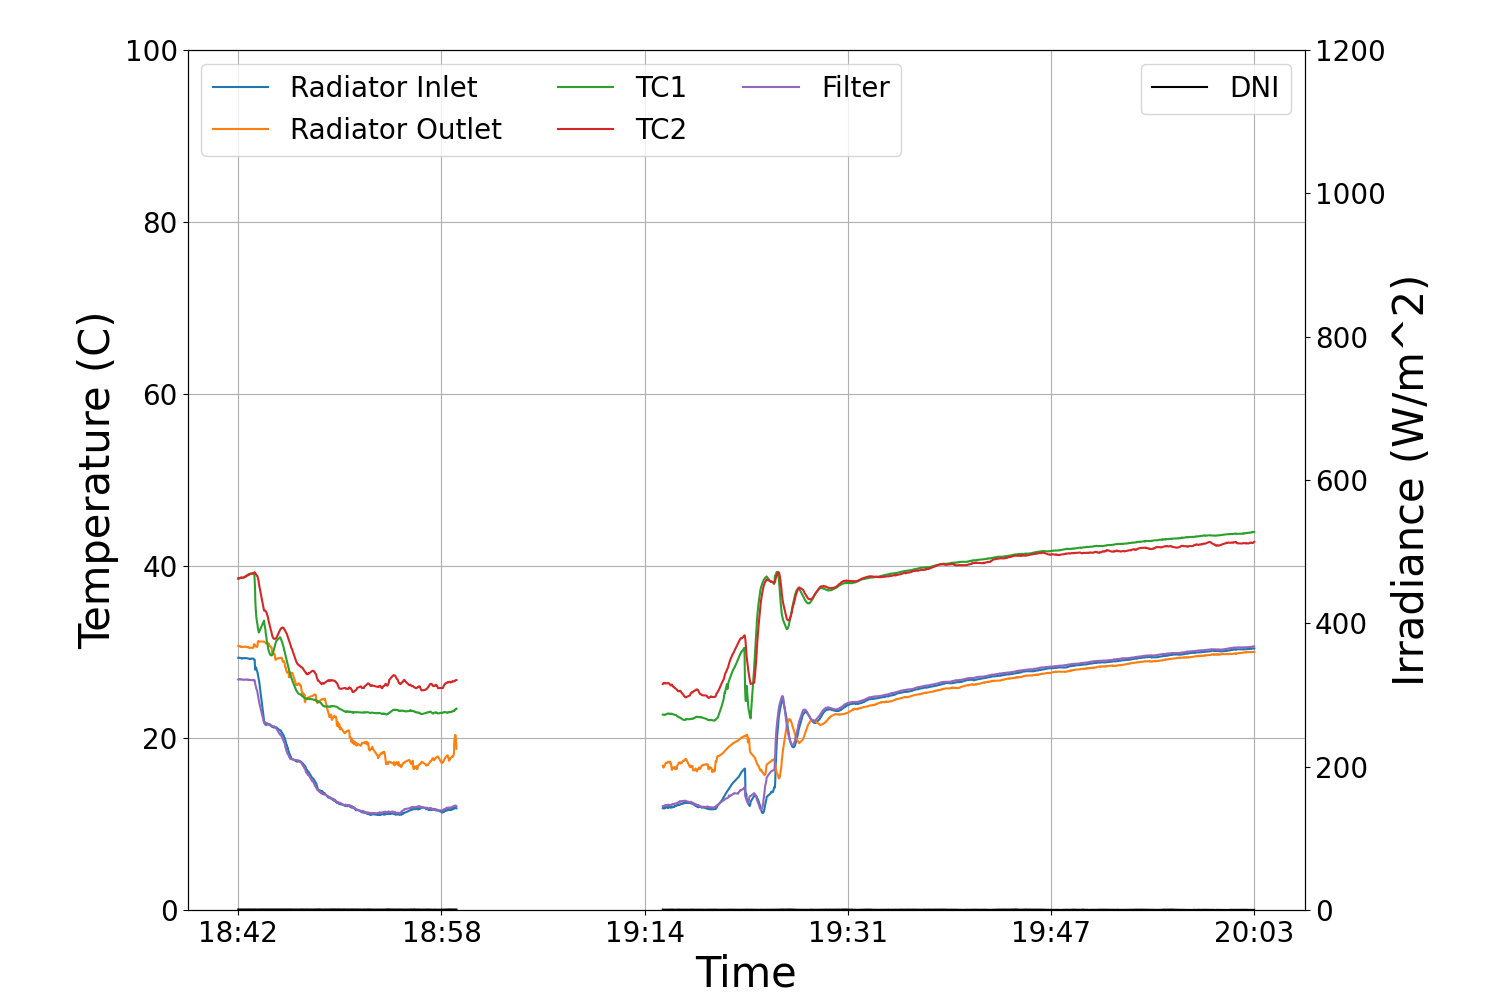 100
80
60
40
20
0
Temperature (C)
Radiator Inlet
Radiator Outlet
TC1
TC2
Filter
DNI
1200
1000
800
600
400
200
0
Irradiance (W/m^2)
18:42 18:58 19:14 19:31 19:47 20:03
Time